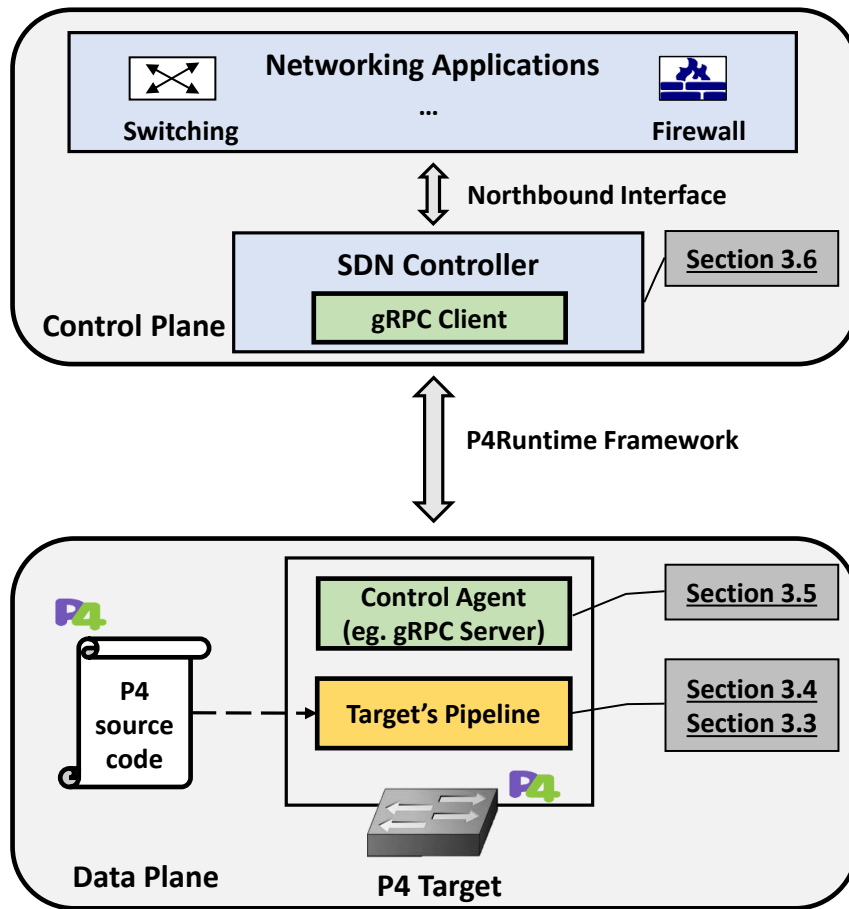 Networking Applications
...
Switching
Firewall
Northbound Interface
SDN Controller
Section 3.6
gRPC Client
Control Plane
P4Runtime Framework
P4
Control Agent
(eg. gRPC Server)
Section 3.5
P4
source
code
Target's Pipeline
Section 3.4
Section 3.3
P4
Data Plane
P4 Target